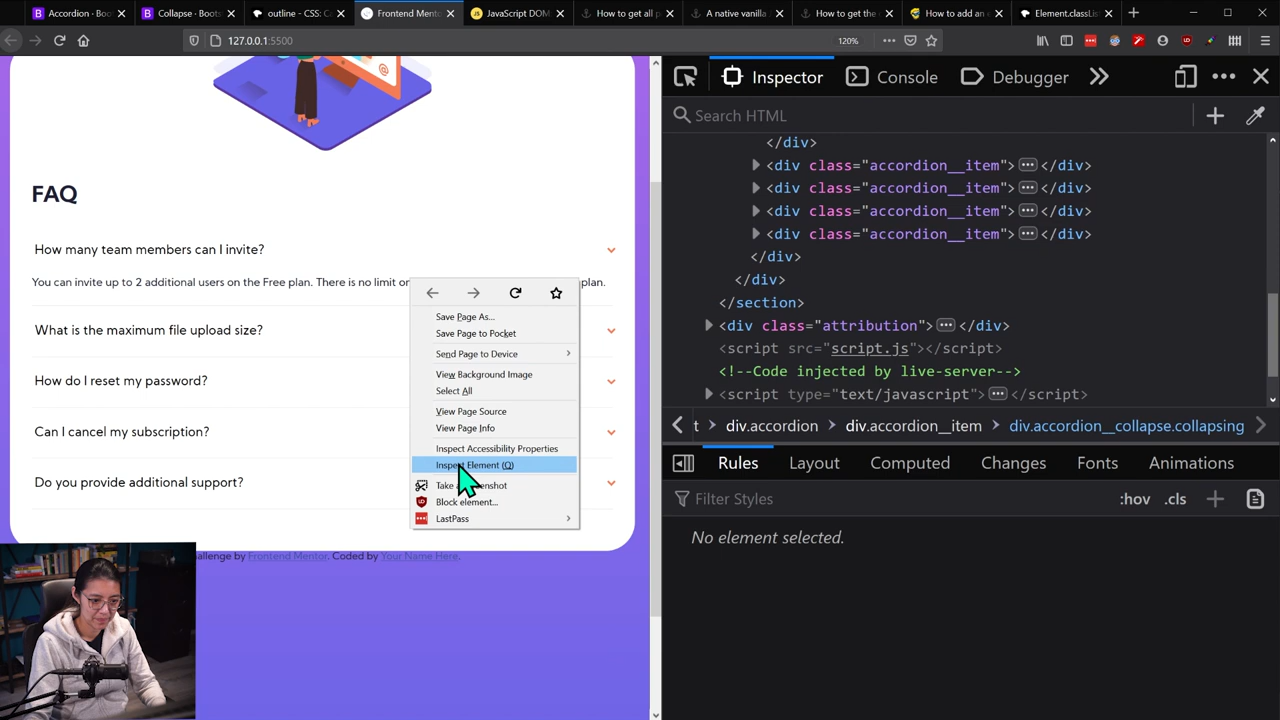 Accordion - Boo
Collapse - Boots
outline - CSS: Ca
Frontend Mento
JavaScript DOM
How to get all p
A native vanilla
How to get the c
How to add an e
Element.classLis
127.0.0.1:5500
120%
Inspector
Console
Debugger
Search HTML
</div>
<div class="accordion__item"></div>
<div class="accordion__item"></div>
<div class="accordion__item"></div>
<div class="accordion__item"></div>
</div>
</div>
</section>
<div class="attribution"></div>
<script src="script.js"></script>
<!--Code injected by live-server-->
<script type="text/javascript"></script>
t
div.accordion
div.accordion__item
div.accordion__collapse.collapsing
Rules
Layout
Computed
Changes
Fonts
Animations
Filter Styles
:hov
.cls
No element selected.
FAQ
How many team members can I invite?
You can invite up to 2 additional users on the Free plan. There is no limit or
plan.
What is the maximum file upload size?
How do I reset my password?
Can I cancel my subscription?
Do you provide additional support?
allenge by Frontend Mentor. Coded by Your Name Here.
Save Page As...
Save Page to Pocket
Send Page to Device
View Background Image
Select All
View Page Source
View Page Info
Inspect Accessibility Properties
Inspect Element (Q)
Take a Screenshot
Block element...
LastPass